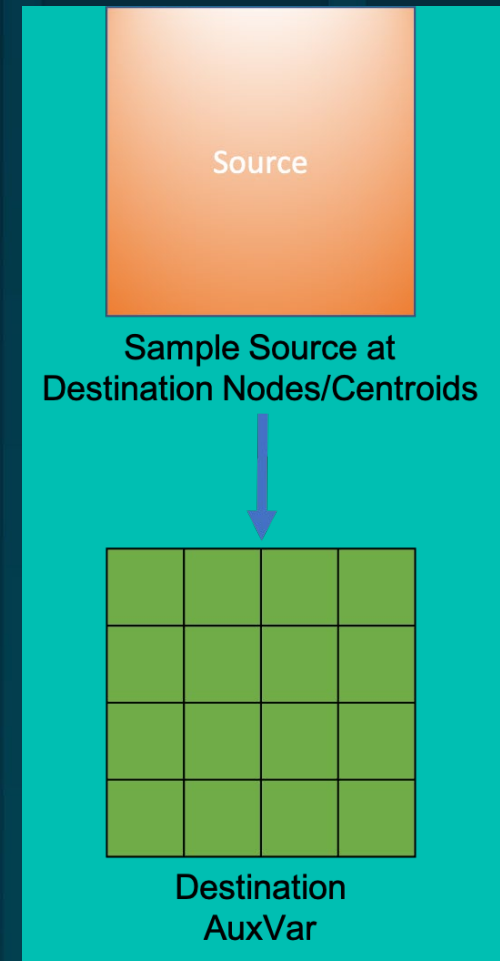 Source
Sample Source at
Destination Nodes/Centroids
Destination
AuxVar